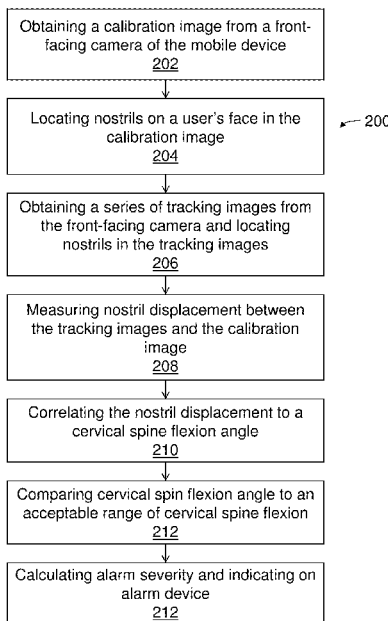 Obtaining a calibration image from a front-
facing camera of the mobile device
202
Locating nostrils on a user's face in the
calibration image
204
200
Obtaining a series of tracking images from
the front-facing camera and locating
nostrils in the tracking images
206
Measuring nostril displacement between
the tracking images and the calibration
image
208
Correlating the nostril displacement to a
cervical spine flexion angle
210
Comparing cervical spin flexion angle to an
acceptable range of cervical spine flexion
212
Calculating alarm severity and indicating on
alarm device
212